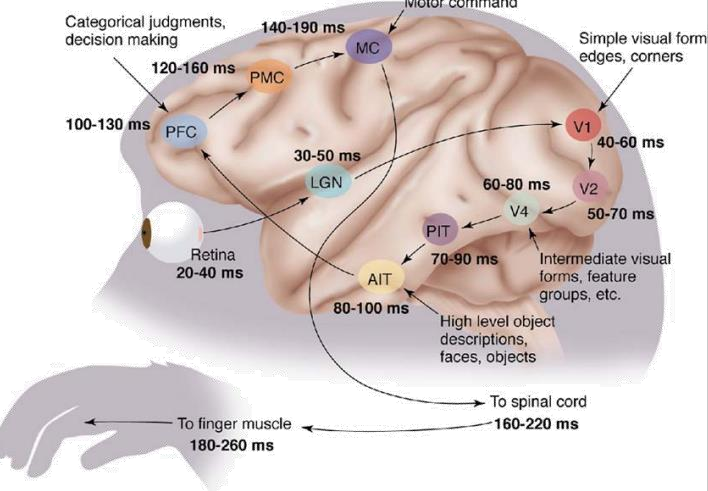 Motor command
Categorical judgments,
decision making
140-190 ms
MC
Simple visual form
edges, corners
120-160 ms
PMC
100-130 ms
PFC
V1
40-60 ms
30-50 ms
LGN
60-80 ms
V2
V4
50-70 ms
PIT
Retina
20-40 ms
70-90 ms
Intermediate visual
forms, feature
groups, etc.
AIT
80-100 ms
High level object
descriptions,
faces, objects
To spinal cord
160-220 ms
To finger muscle
180-260 ms